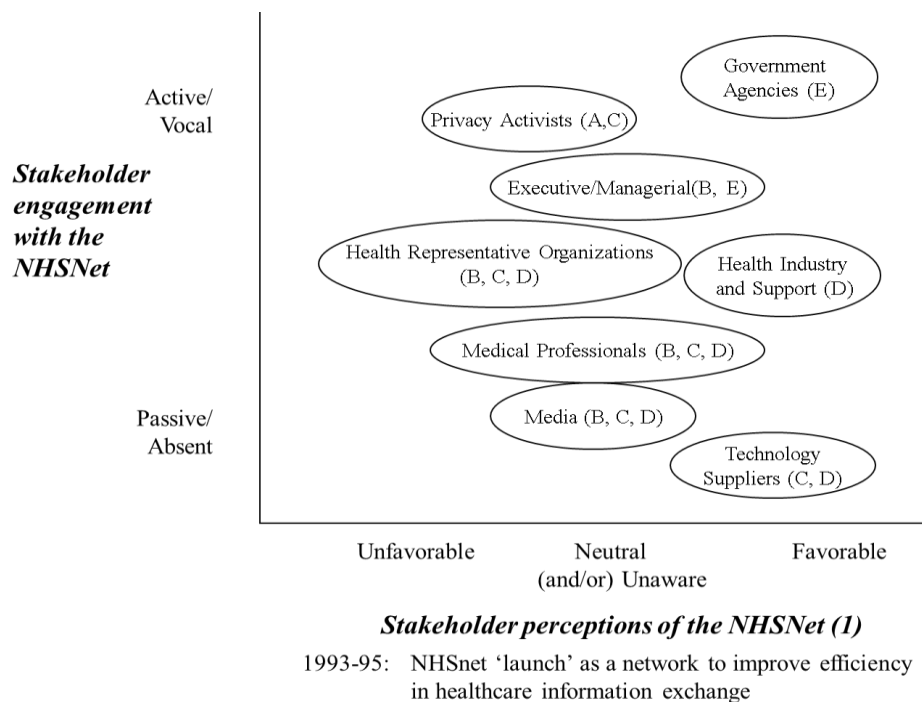 Government
Agencies (E)
Active/
Vocal
Privacy Activists (A,C)
Stakeholder
engagement
with the
NHSNet
Executive/Managerial(B, E)
Health Representative Organizations
(B, C, D)
Health Industry
and Support (D)
Medical Professionals (B, C, D)
Passive/
Absent
Media (B, C, D)
Technology
Suppliers (C, D)
Unfavorable
Neutral
(and/or) Unaware
Favorable
Stakeholder perceptions of the NHSNet (1)
1993-95: NHSnet ‘launch’ as a network to improve efficiency
in healthcare information exchange